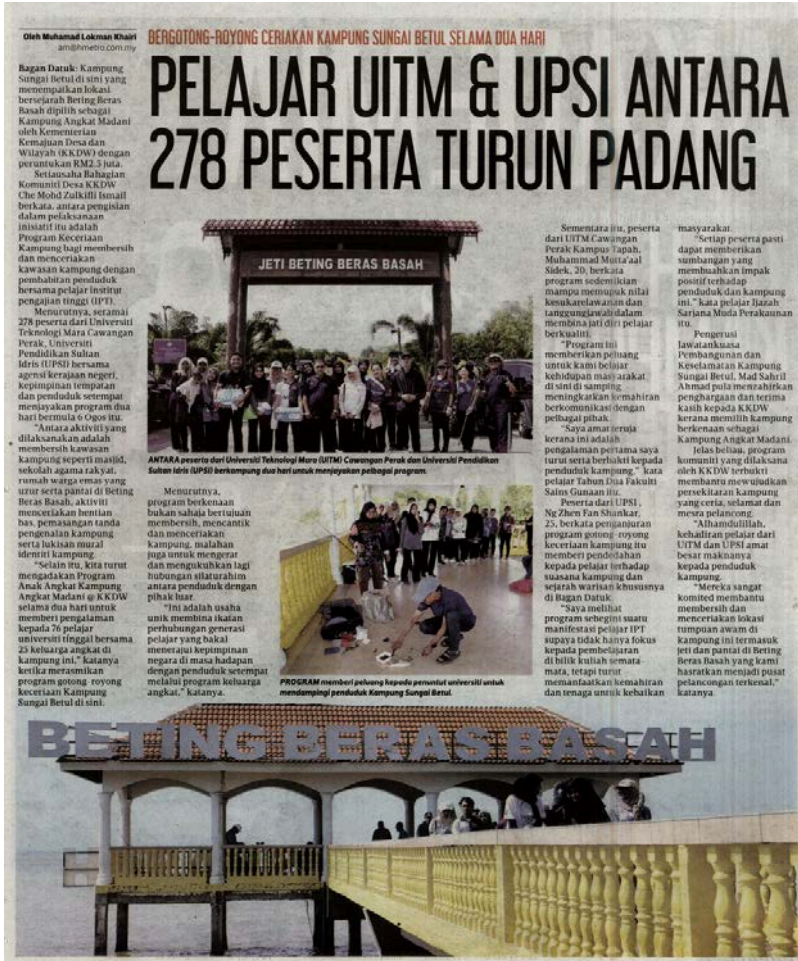 Oleh Muhamad Lokman Khairi
am@hmetro.com.my
BERGOTONG-ROYONG CERIAKAN KAMPUNG SUNGAI BETUL SELAMA DUA HARI
PELAJAR UITM & UPSI ANTARA
278 PESERTA TURUN PADANG
Bagan Datuk: Kampung
Sungai Betul di sini yang
menempatkan lokasi
bersejarah Beting Beras
Basah dipilih sebagai
Kampung Angkat Madani
oleh Kementerian
Kemajuan Desa dan
Wilayah (KKDW) dengan
peruntukan RM2.5 juta.
Setiausaha Bahagian
Komuniti Desa KKDW
Che Mohd Zulkifli Ismail
berkata, antara pengisian
dalam pelaksanaan
inisiatif itu adalah
Program Keceriaan
Kampung bagi membersih
dan menceriakan
kawasan kampung dengan
pembabitan penduduk
bersama pelajar institut
pengajian tinggi (IPT).
Menurutnya, seramai
278 peserta dari Universiti
Teknologi Mara Cawangan
Perak, Universiti
Pendidikan Sultan
Idris (UPSI) bersama
agensi kerajaan negeri,
kepimpinan tempatan
dan penduduk setempat
menjayakan program dua
hari bermula 6 Ogos itu.
"Antara aktiviti yang
dilaksanakan adalah
membersih kawasan
kampung seperti masjid,
sekolah agama rakyat,
rumah warga emas yang
uzur serta pantai di Beting
Beras Basah, aktiviti
menceriakan hentian
bas, pemasangan tanda
pengenalan kampung
serta lukisan mural
identiti kampung.
"Selain itu, kita turut
mengadakan Program
Anak Angkat Kampung
Angkat Madani @ KKDW
selama dua hari untuk
memberi pengalaman
kepada 76 pelajar
universiti tinggal bersama
25 keluarga angkat di
kampung ini," katanya
ketika merasmikan
program gotong-royong
keceriaan Kampung
Sungai Betul di sini.
JETI BETING BERAS BASAH
ANTARA peserta dari Universiti Teknologi Mara (UiTM) Cawangan Perak dan Universiti Pendidikan
Sultan Idris (UPSI) berkampung dua hari untuk menjayakan pelbagai program.
Menurutnya,
program berkenaan
bukan sahaja bertujuan
membersih, mencantik
dan menceriakan
kampung, malahan
juga untuk mengerat
dan mengukuhkan lagi
hubungan silaturahim
antara penduduk dengan
pihak luar.
"Ini adalah usaha
unik membina ikatan
perhubungan generasi
pelajar yang bakal
menerajui kepimpinan
negara di masa hadapan
dengan penduduk setempat
melalui program keluarga
angkat," katanya.
PROGRAM memberi peluang kepada penuntut universiti untuk
mendampingi penduduk Kampung Sungai Betul.
Sementara itu, peserta
dari UiTM Cawangan
Perak Kampus Tapah,
Muhammad Mutta'aal
Sidek, 20, berkata
program sedemikian
mampu memupuk nilai
kesukarelawanan dan
tanggungjawab dalam
membina jati diri pelajar
berkualiti.
"Program ini
memberikan peluang
untuk kami belajar
kehidupan masyarakat
di sini di samping
meningkatkan kemahiran
berkomunikasi dengan
pelbagai pihak.
"Saya amat teruja
kerana ini adalah
pengalaman pertama saya
turut serta berbakti kepada
penduduk kampung," kata
pelajar Tahun Dua Fakulti
Sains Gunaan itu.
Peserta dari UPSI ,
Ng Zhen Fan Shankar,
25, berkata penganjuran
program gotong-royong
keceriaan kampung itu
memberi pendedahan
kepada pelajar terhadap
suasana kampung dan
sejarah warisan khususnya
di Bagan Datuk.
"Saya melihat
program sebegini suatu
manifestasi pelajar IPT
supaya tidak hanya fokus
kepada pembelajaran
di bilik kuliah semata-
mata, tetapi turut
memanfaatkan kemahiran
dan tenaga untuk kebaikan
masyarakat.
"Setiap peserta pasti
dapat memberikan
sumbangan yang
membuahkan impak
positif terhadap
penduduk dan kampung
ini," kata pelajar Ijazah
Sarjana Muda Perakaunan
itu.
Pengerusi
Jawatankuasa
Pembangunan dan
Keselamatan Kampung
Sungai Betul, Mad Sahril
Ahmad pula menzahirkan
penghargaan dan terima
kasih kepada KKDW
kerana memilih kampung
berkenaan sebagai
Kampung Angkat Madani.
Jelas beliau, program
komuniti yang dilaksana
oleh KKDW terbukti
membantu mewujudkan
persekitaran kampung
yang ceria, selamat dan
mesra pelancong.
"Alhamdulillah,
kehadiran pelajar dari
UiTM dan UPSI amat
besar maknanya
kepada penduduk
kampung.
"Mereka sangat
komited membantu
membersih dan
menceriakan lokasi
tumpuan awam di
kampung ini termasuk
jeti dan pantai di Beting
Beras Basah yang kami
hasratkan menjadi pusat
pelancongan terkenal,"
katanya.
BETING BERAS BASAH